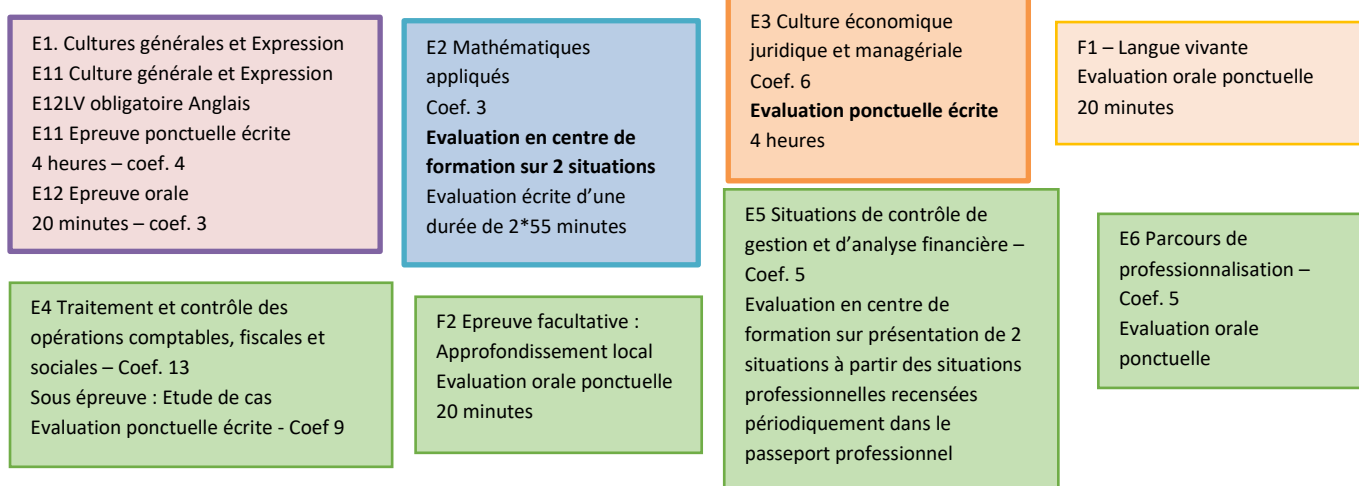 E1. Cultures générales et Expression
E11 Culture générale et Expression
E12LV obligatoire Anglais
E11 Epreuve ponctuelle écrite
4 heures – coef. 4
E12 Epreuve orale
20 minutes – coef. 3
E2 Mathématiques
appliqués
Coef. 3
Evaluation en centre de
formation sur 2 situations
Evaluation écrite d’une
durée de 2*55 minutes
E3 Culture économique
juridique et managériale
Coef. 6
Evaluation ponctuelle écrite
4 heures
F1 – Langue vivante
Evaluation orale ponctuelle
20 minutes
E4 Traitement et contrôle des
opérations comptables, fiscales et
sociales – Coef. 13
Sous épreuve : Etude de cas
Evaluation ponctuelle écrite - Coef 9
F2 Epreuve facultative :
Approfondissement local
Evaluation orale ponctuelle
20 minutes
E5 Situations de contrôle de
gestion et d’analyse financière –
Coef. 5
Evaluation en centre de
formation sur présentation de 2
situations à partir des situations
professionnelles recensées
périodiquement dans le
passeport professionnel
E6 Parcours de
professionnalisation –
Coef. 5
Evaluation orale
ponctuelle